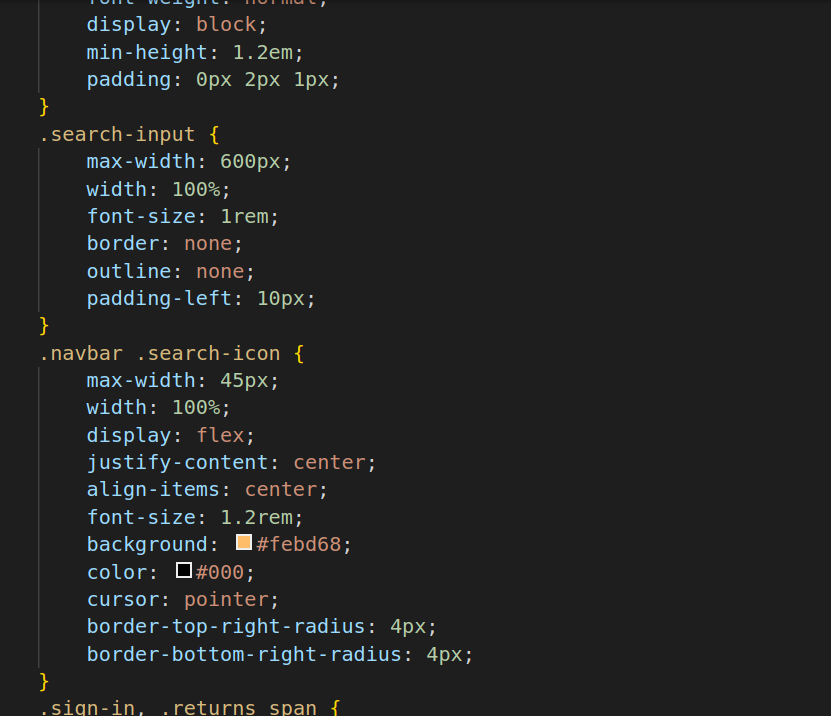 font-weight: normal;
display: block;
min-height: 1.2em;
padding: 0px 2px 1px;
}
.search-input {
max-width: 600px;
width: 100%;
font-size: 1rem;
border: none;
outline: none;
padding-left: 10px;
}
.navbar .search-icon {
max-width: 45px;
width: 100%;
display: flex;
justify-content: center;
align-items: center;
font-size: 1.2rem;
background: #febd68;
color: #000;
cursor: pointer;
border-top-right-radius: 4px;
border-bottom-right-radius: 4px;
}
.sign-in, .returns span {